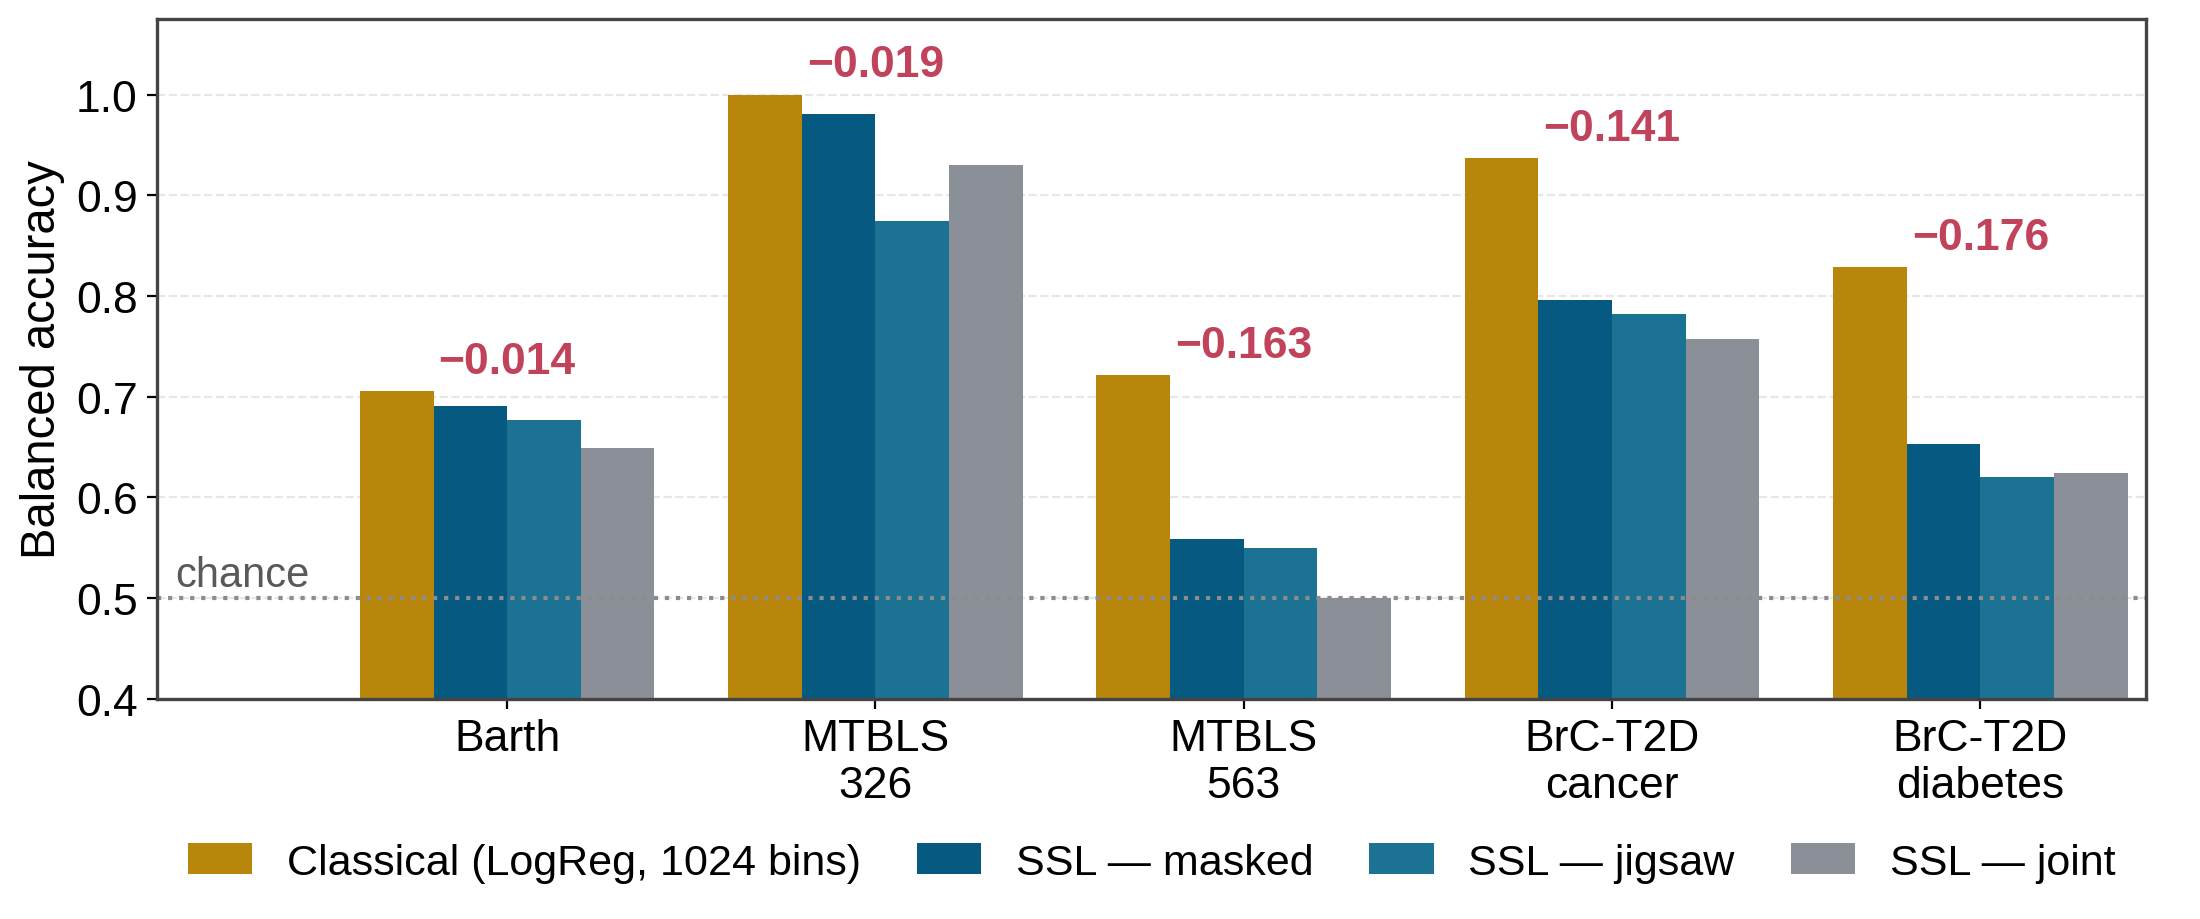 Balanced accuracy
1.0
0.9
0.8
0.7
0.6
0.5
0.4
chance
−0.014
−0.019
−0.163
−0.141
−0.176
Barth
MTBLS
326
MTBLS
563
BrC-T2D
cancer
BrC-T2D
diabetes
Classical (LogReg, 1024 bins)
SSL — masked
SSL — jigsaw
SSL — joint